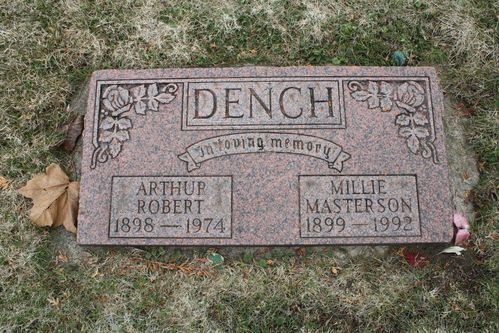 DENCH
In loving memory
ARTHUR
ROBERT
1898 — 1974
MILLIE
MASTERSON
1899 — 1992